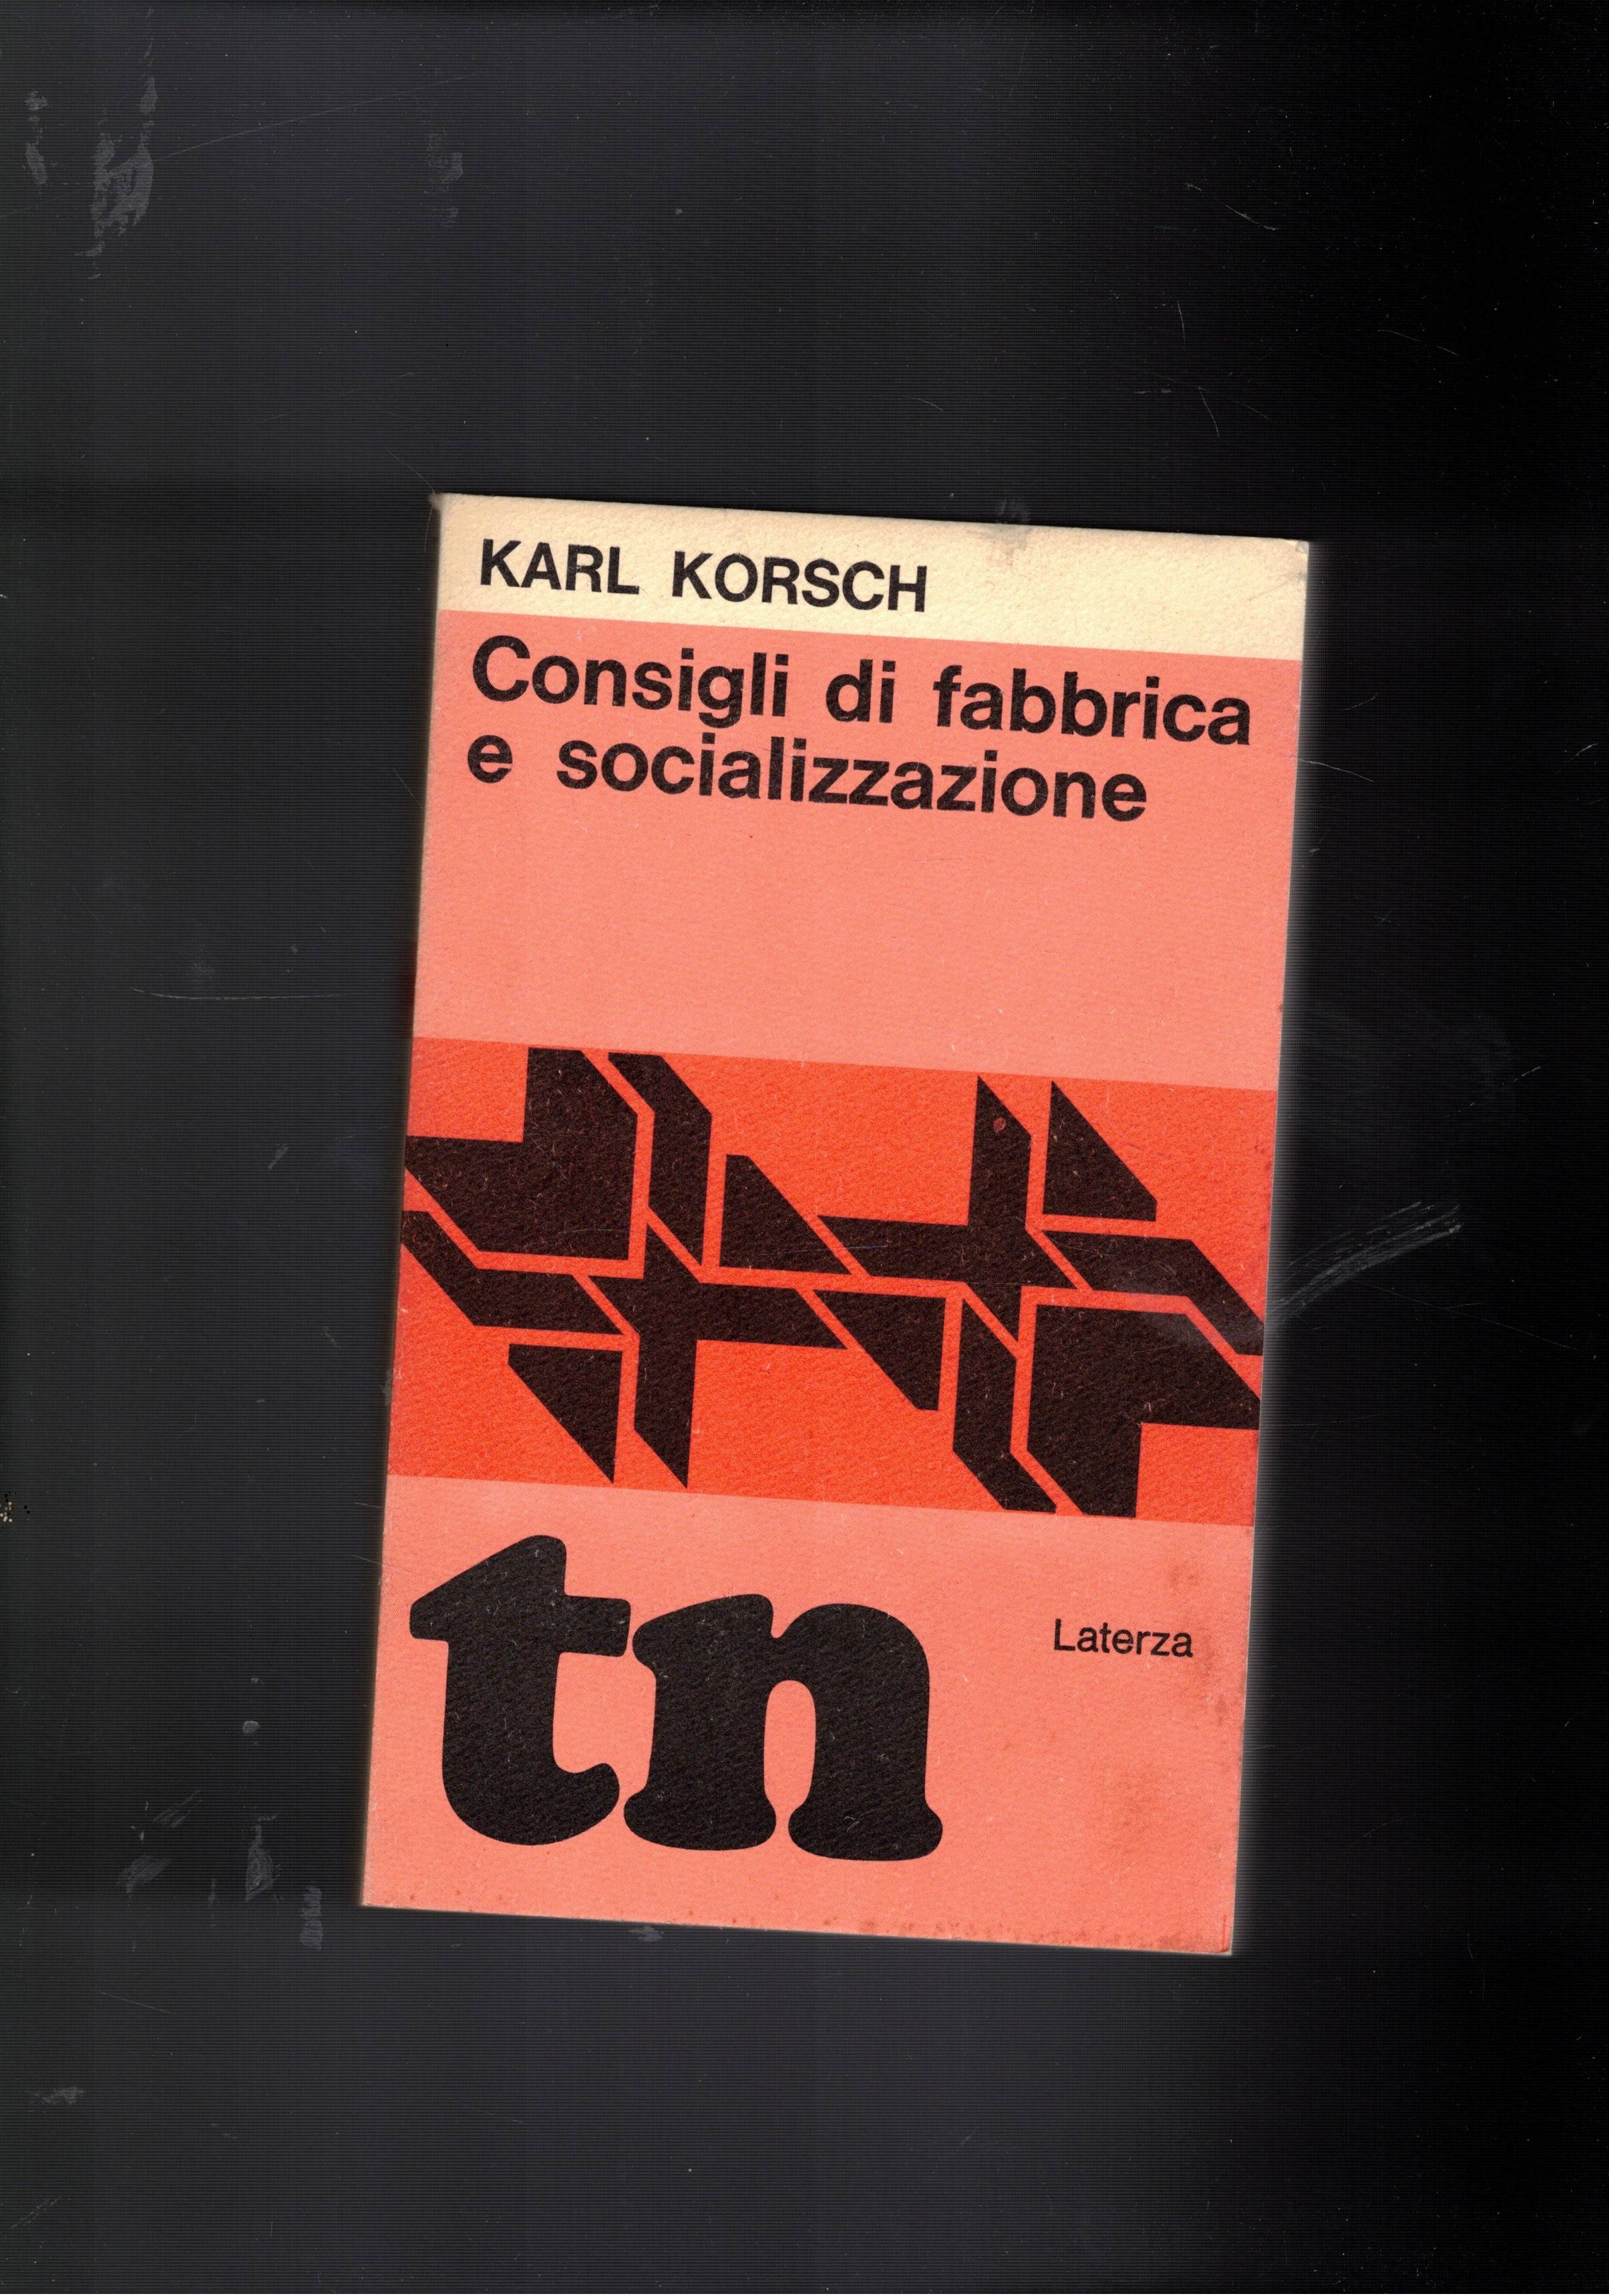 KARL KORSCH
Consigli di fabbrica
e socializzazione
tn
Laterza